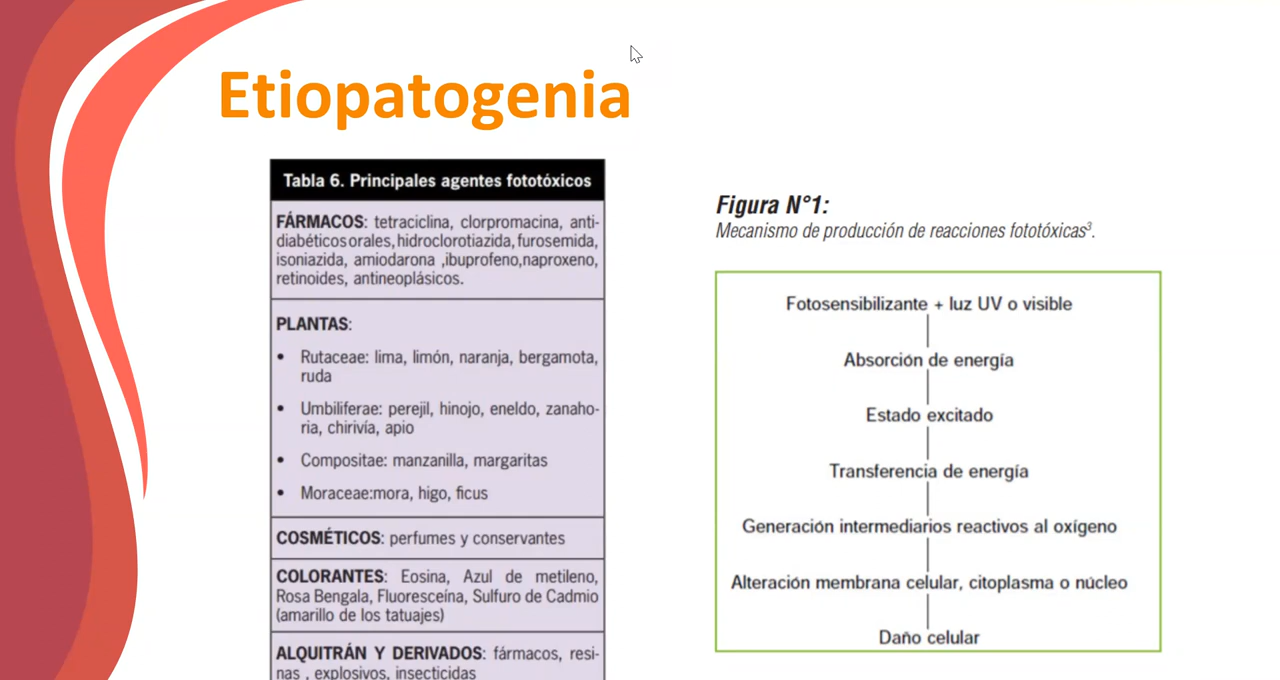 Etiopatogenia
Tabla 6. Principales agentes fototóxicos
FÁRMACOS: tetraciclina, clorpromacina, anti-
diabéticos orales, hidroclorotiazida, furosemida,
isoniazida, amiodarona ,ibuprofeno,naproxeno,
retinoides, antineoplásicos.
PLANTAS:
• Rutaceae: lima, limón, naranja, bergamota,
ruda
• Umbiliferae: perejil, hinojo, eneldo, zanaho-
ria, chirivía, apio
• Compositae: manzanilla, margaritas
• Moraceae:mora, higo, ficus
COSMÉTICOS: perfumes y conservantes
COLORANTES: Eosina, Azul de metileno,
Rosa Bengala, Fluoresceína, Sulfuro de Cadmio
(amarillo de los tatuajes)
ALQUITRÁN Y DERIVADOS: fármacos, resi-
nas , explosivos, insecticidas
Figura N°1:
Mecanismo de producción de reacciones fototóxicas³.
Fotosensibilizante + luz UV o visible
Absorción de energía
Estado excitado
Transferencia de energía
Generación intermediarios reactivos al oxígeno
Alteración membrana celular, citoplasma o núcleo
Daño celular